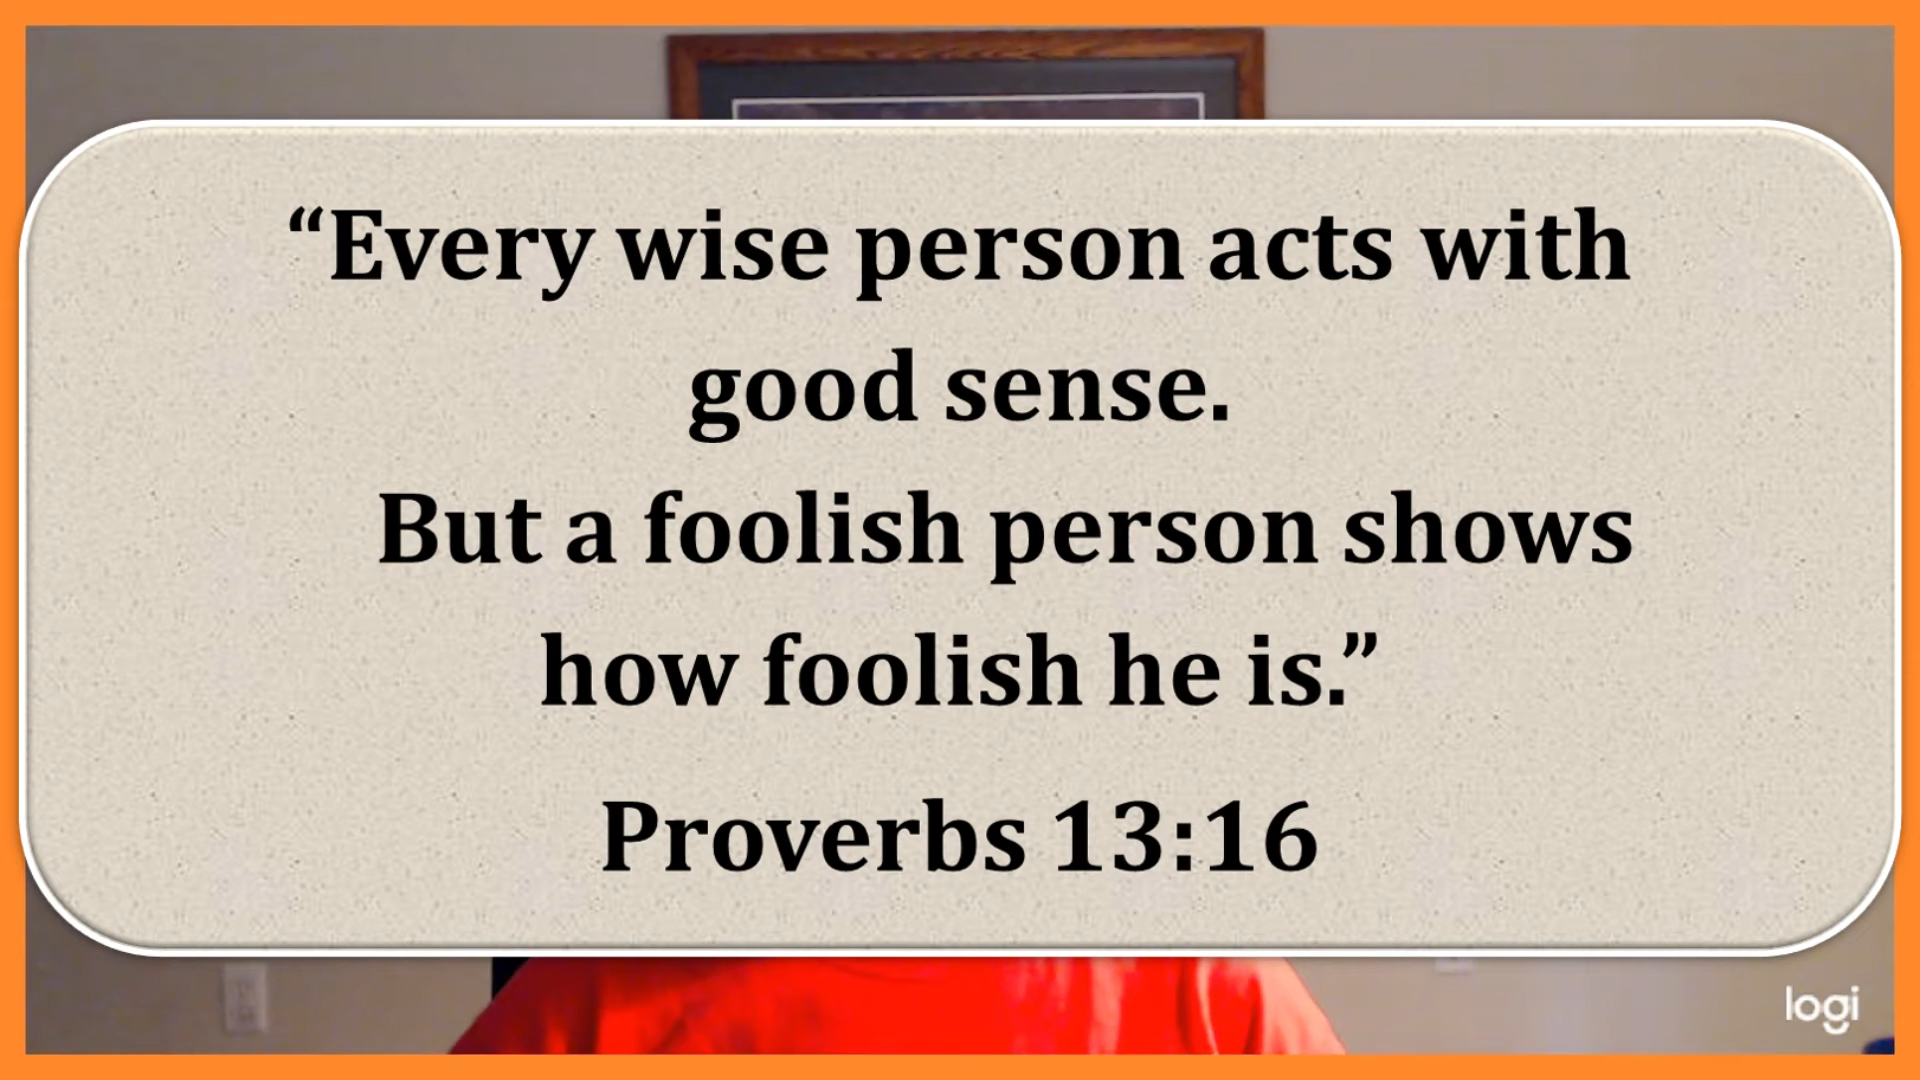 “Every wise person acts with
good sense.
But a foolish person shows
how foolish he is.”
Proverbs 13:16
logi